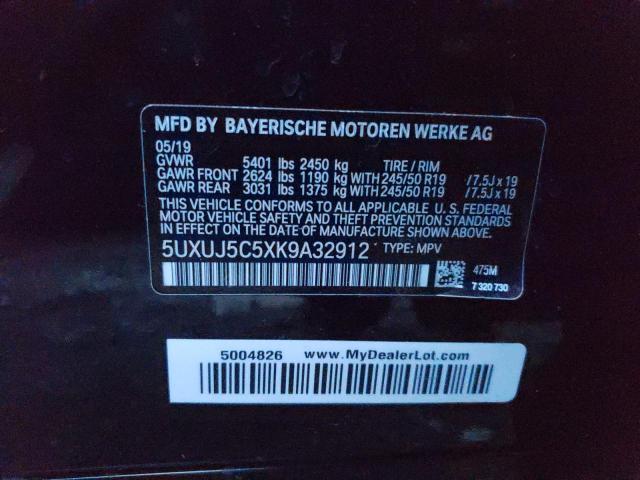 MFD BY BAYERISCHE MOTOREN WERKE AG
05/19
GVWR 5401 lbs 2450 kg TIRE / RIM
GAWR FRONT 2624 lbs 1190 kg WITH 245/50 R19 /7.5J x 19
GAWR REAR 3031 lbs 1375 kg WITH 245/50 R19 /7.5J x 19
THIS VEHICLE CONFORMS TO ALL APPLICABLE U. S. FEDERAL
MOTOR VEHICLE SAFETY AND THEFT PREVENTION STANDARDS
IN EFFECT ON THE DATE OF MANUFACTURE SHOWN ABOVE.
5UXUJ5C5XK9A32912 TYPE: MPV
475M
7 320 730
5004826 www.MyDealerLot.com